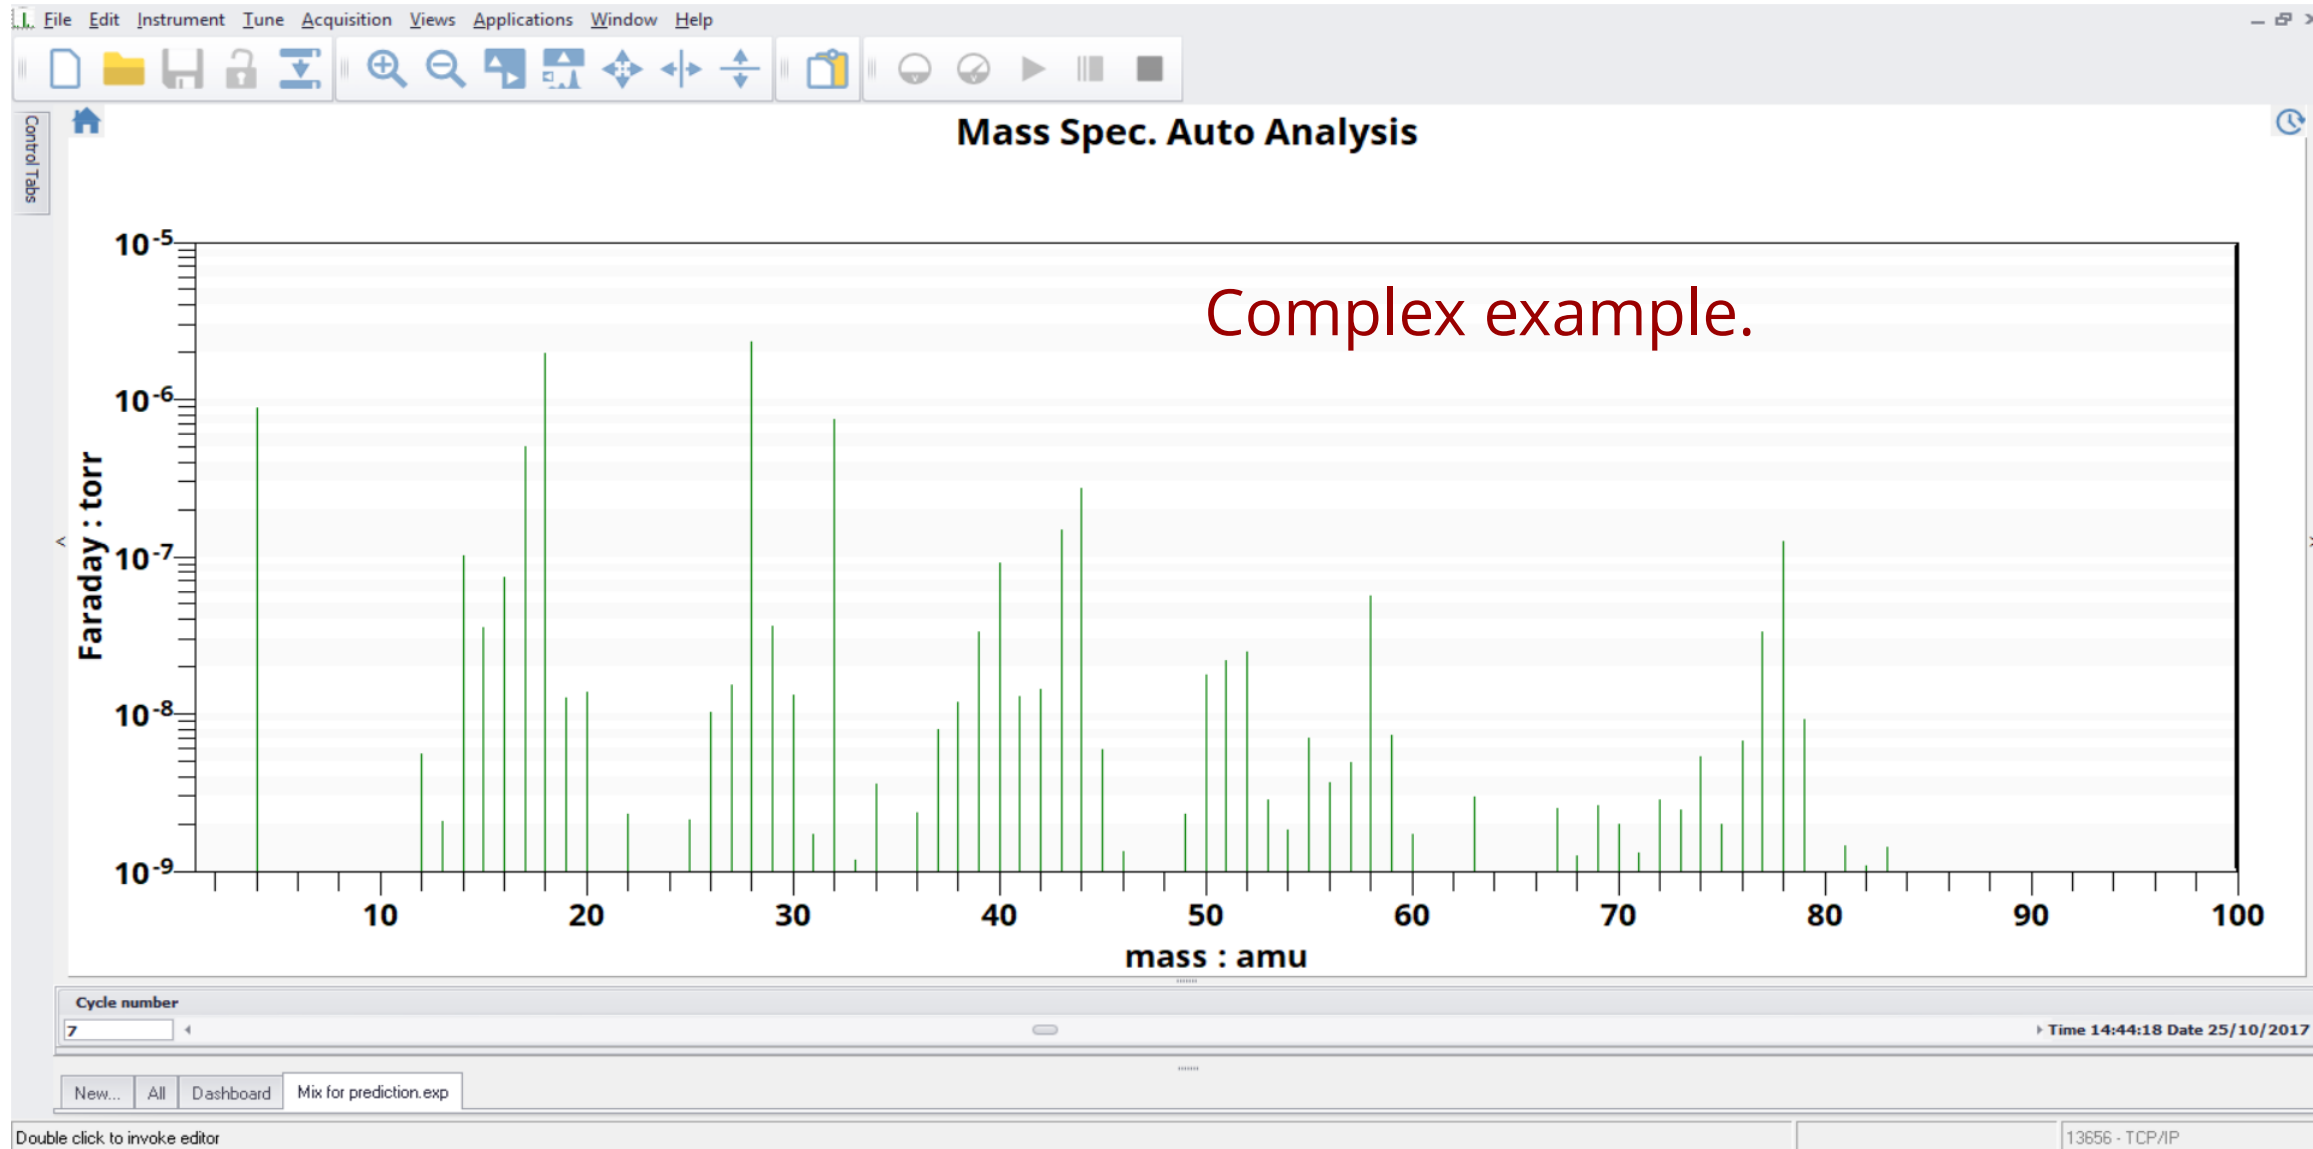 File Edit Instrument Tune Acquisition Views Applications Window Help
Control Tabs
Mass Spec. Auto Analysis
Complex example.
10-5
10-6
10-7
10-8
10-9
Faraday : torr
10 20 30 40 50 60 70 80 90 100
mass : amu
Cycle number
7
Time 14:44:18 Date 25/10/2017
New... All Dashboard Mix for prediction.exp
Double click to invoke editor
13656 - TCP/IP